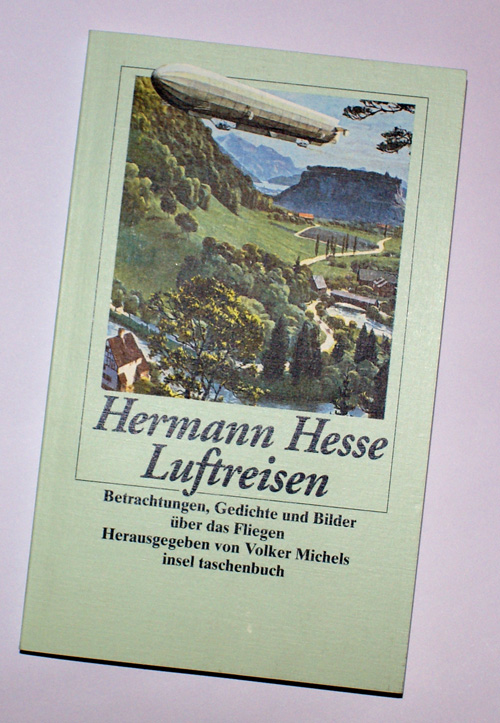 Hermann Hesse
Luftreisen
Betrachtungen, Gedichte und Bilder
über das Fliegen
Herausgegeben von Volker Michels
insel taschenbuch